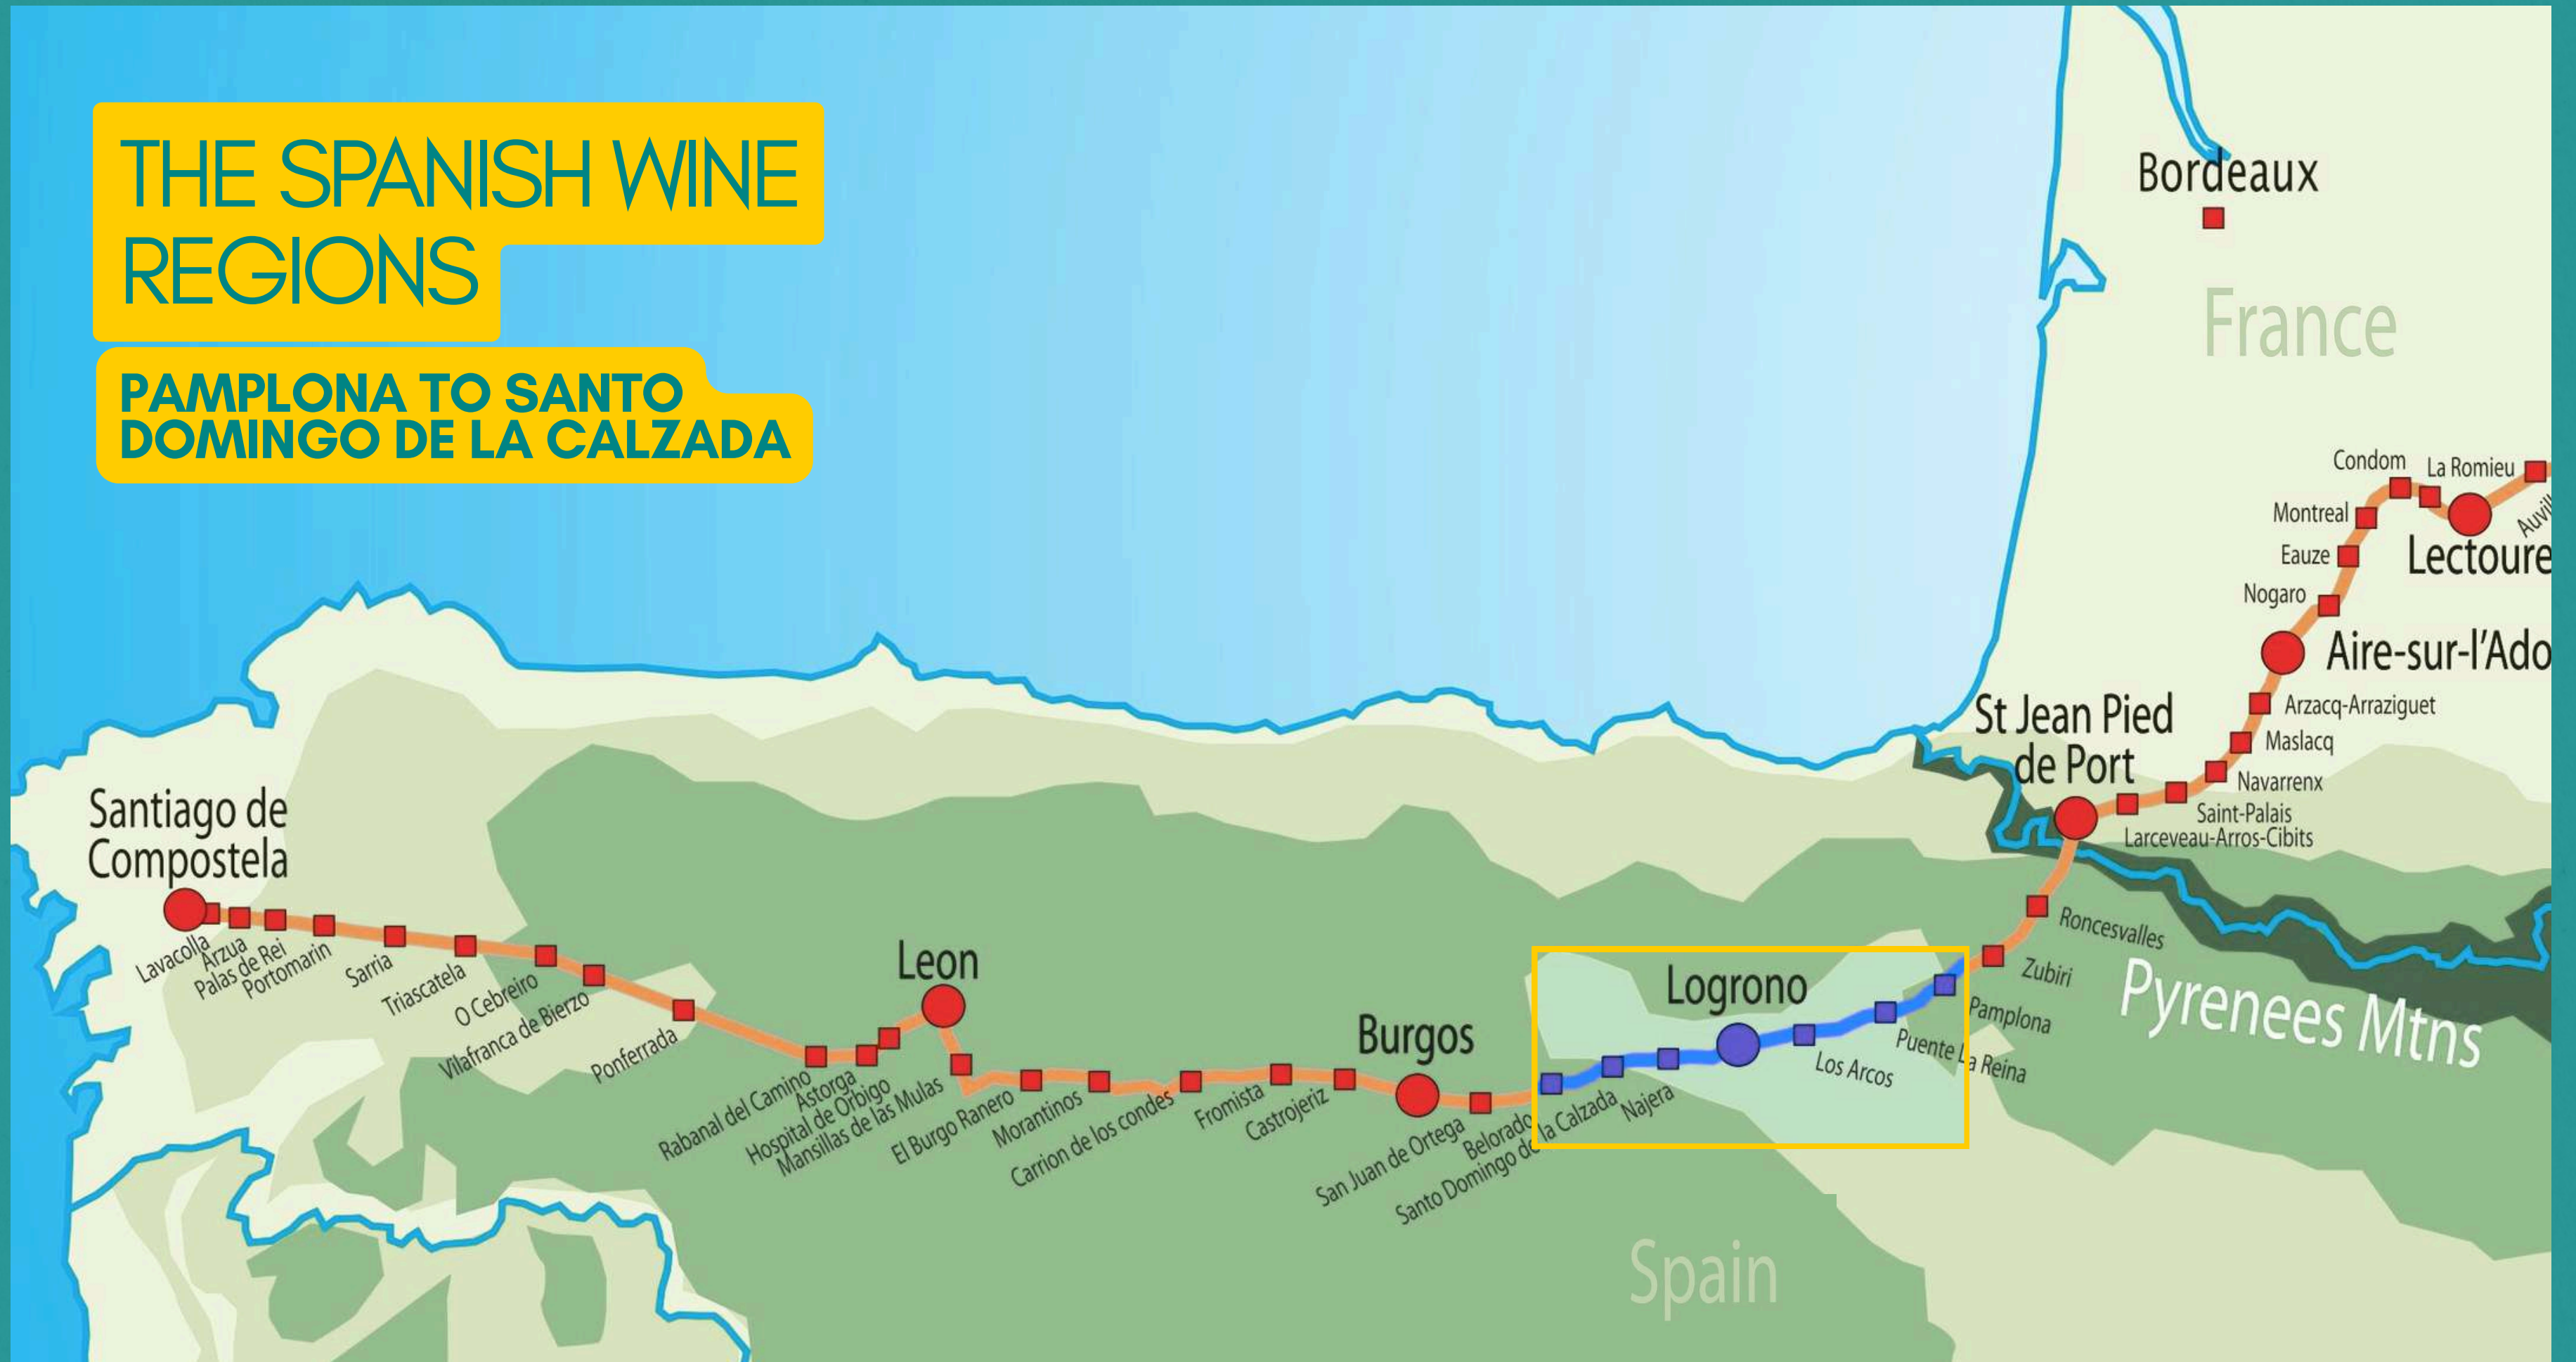 THE SPANISH WINE
REGIONS
PAMPLONA TO SANTO
DOMINGO DE LA CALZADA
Bordeaux
France
Condom
La Romieu
Auvill
Montreal
Eauze
Lectoure
Nogaro
Aire-sur-l'Ado
Arzacq-Arraziguet
Maslacq
Navarrenx
Saint-Palais
Larceveau-Arros-Cibits
St Jean Pied
de Port
Roncesvalles
Zubiri
Pyrenees Mtns
Pamplona
Puente La Reina
Los Arcos
Logrono
Najera
Santo Domingo de la Calzada
Belorado
San Juan de Ortega
Burgos
Castrojeriz
Fromista
Carrion de los condes
Morantinos
El Burgo Ranero
Mansillas de las Mulas
Leon
Hospital de Orbigo
Astorga
Rabanal del Camino
Ponferrada
Vilafranca de Bierzo
O Cebreiro
Triascatela
Sarria
Portomarin
Palas de Rei
Arzua
Lavacolla
Santiago de
Compostela
Spain